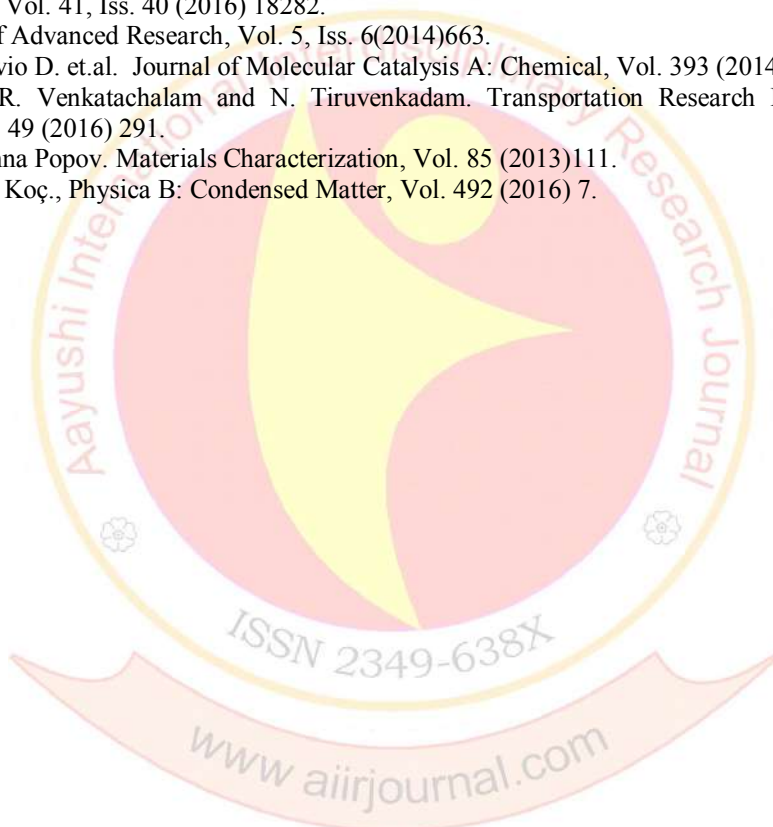 Vol. 41, Iss. 40 (2016) 18282.
f Advanced Research, Vol. 5, Iss. 6(2014)663.
vio D. et.al. Journal of Molecular Catalysis A: Chemical, Vol. 393 (2014
R. Venkatachalam and N. Tiruvenkadam. Transportation Research
49 (2016) 291.
na Popov. Materials Characterization, Vol. 85 (2013)111.
Koç., Physica B: Condensed Matter, Vol. 492 (2016) 7.
Aayushi International Interdisciplinary Research Journal
ISSN 2349-638X
www aiirjournal.com